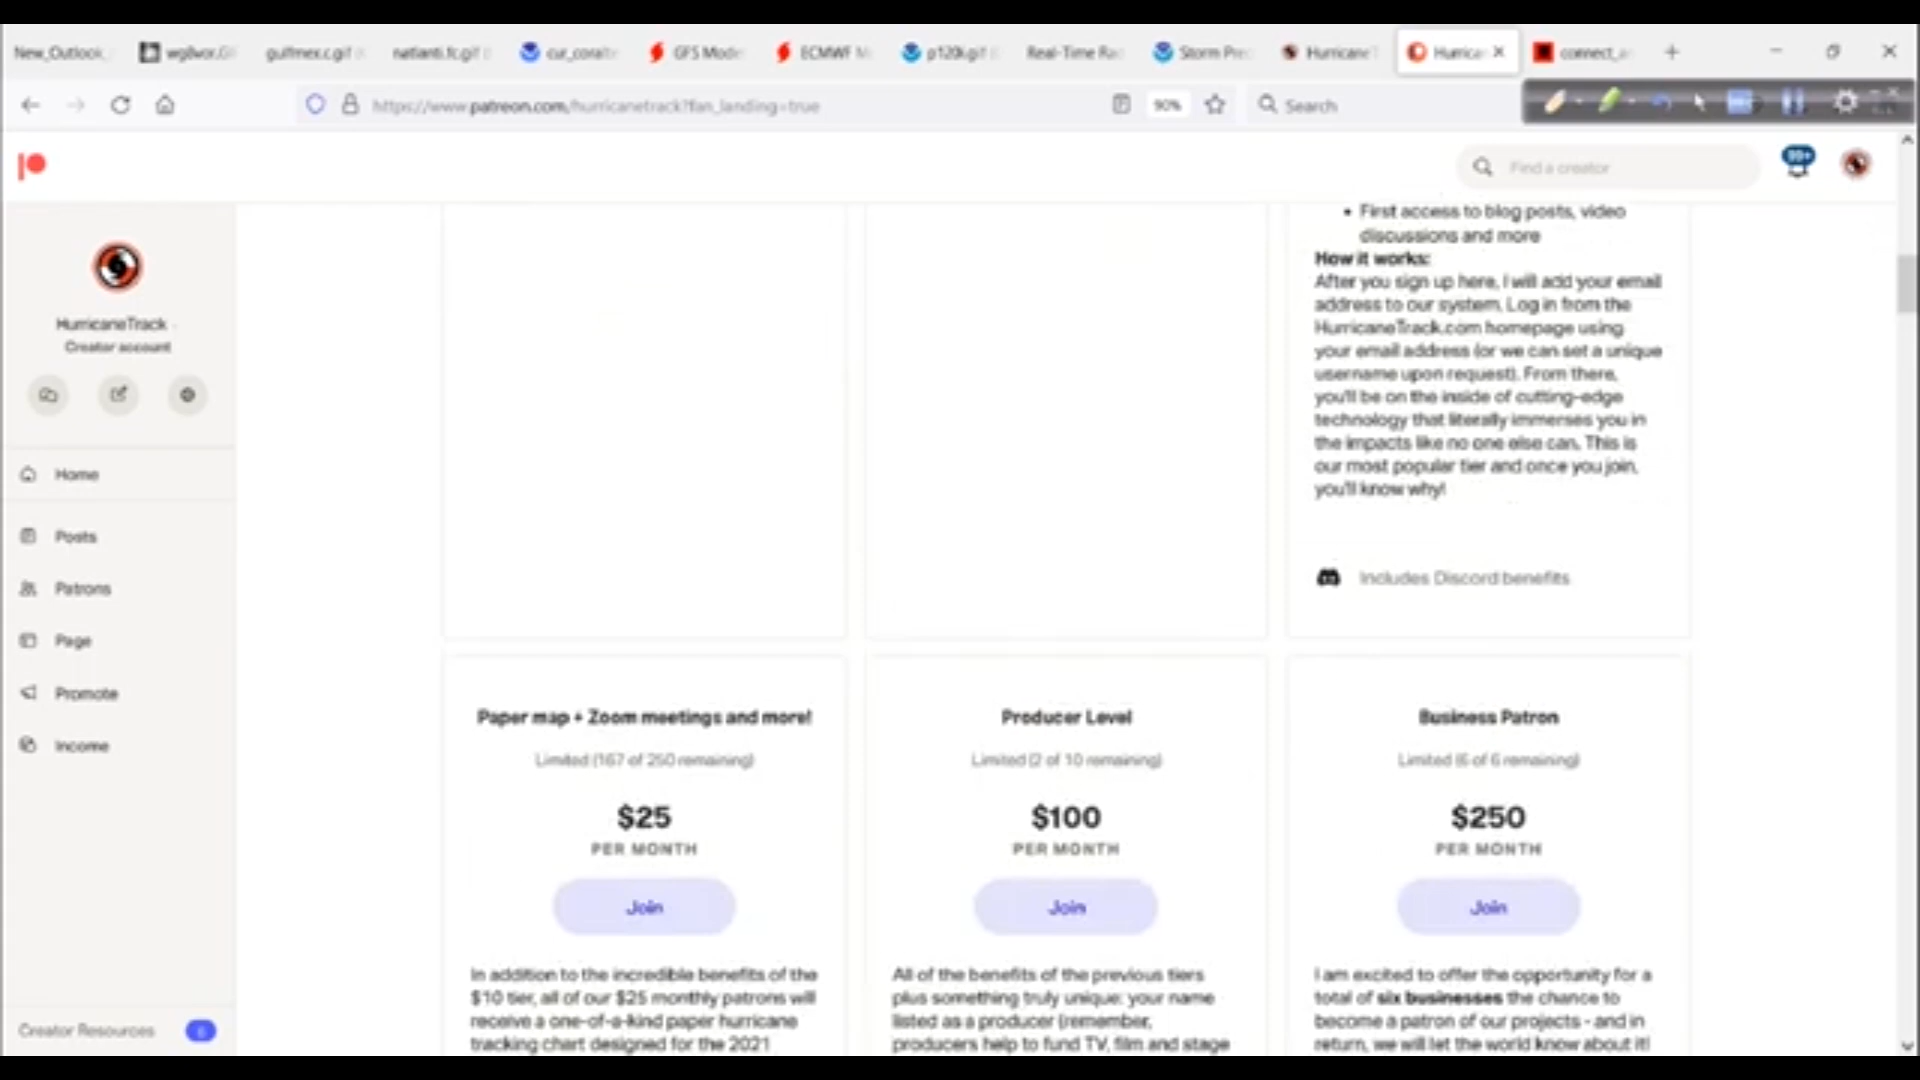 New_Outlook_
gulfmex.c.gif
natlanti.fc.gif
GFS Mode
ECMWF M
p120i.gif
Real-Time Ra
Storm Pre
Hurricane
Hurrica
connect_a
https://www.patreon.com/hurricanetrack?fan_landing=true
90%
Search
Find a creator
99+
HurricaneTrack
Creator account
Home
Posts
Patrons
Page
Promote
Income
Creator Resources
• First access to blog posts, video
discussions and more
How it works:
After you sign up here, I will add your email
address to our system. Log in from the
HurricaneTrack.com homepage using
your email address (or we can set a unique
username upon request). From there,
you'll be on the inside of cutting-edge
technology that literally immerses you in
the impacts like no one else can. This is
our most popular tier and once you join,
you'll know why!
Includes Discord benefits
Paper map + Zoom meetings and more!
Limited (167 of 250 remaining)
$25
PER MONTH
Join
In addition to the incredible benefits of the
$10 tier, all of our $25 monthly patrons will
receive a one-of-a-kind paper hurricane
tracking chart designed for the 2021
Producer Level
Limited (2 of 10 remaining)
$100
PER MONTH
Join
All of the benefits of the previous tiers
plus something truly unique: your name
listed as a producer (remember,
producers help to fund TV, film and stage
Business Patron
Limited (6 of 6 remaining)
$250
PER MONTH
Join
I am excited to offer the opportunity for a
total of six businesses the chance to
become a patron of our projects - and in
return, we will let the world know about it!